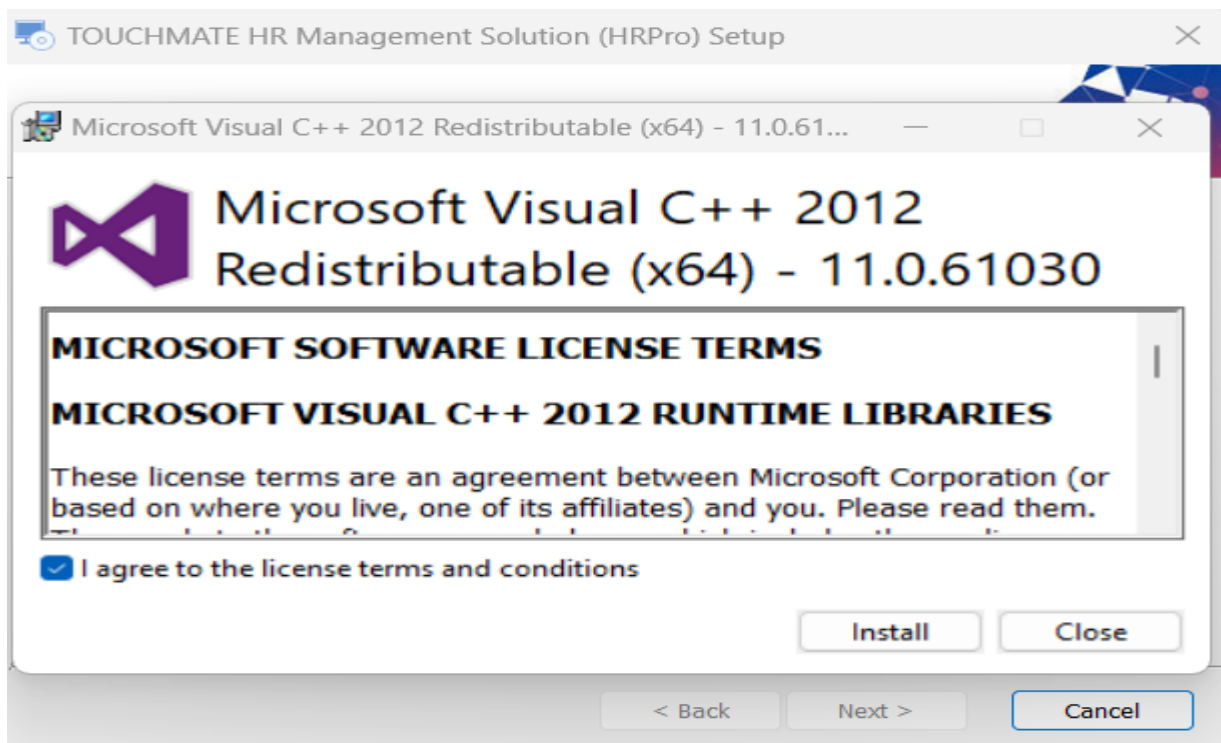 TOUCHMATE HR Management Solution (HRPro) Setup
Microsoft Visual C++ 2012 Redistributable (x64) - 11.0.61...
Microsoft Visual C++ 2012
Redistributable (x64) - 11.0.61030
MICROSOFT SOFTWARE LICENSE TERMS
MICROSOFT VISUAL C++ 2012 RUNTIME LIBRARIES
These license terms are an agreement between Microsoft Corporation (or
based on where you live, one of its affiliates) and you. Please read them.
I agree to the license terms and conditions
Install Close
< Back Next > Cancel